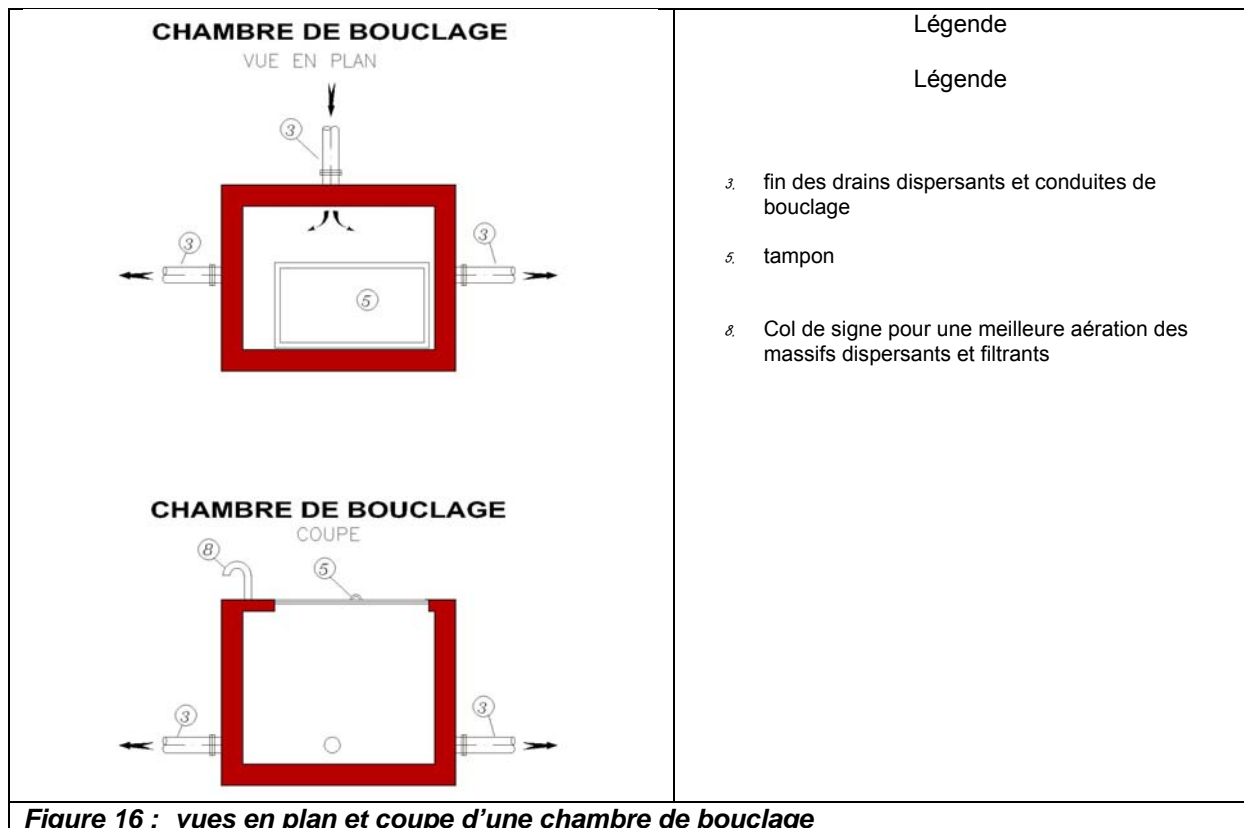 CHAMBRE DE BOUCLAGE
VUE EN PLAN
3
3
3
5
CHAMBRE DE BOUCLAGE
COUPE
8
5
3
3
Légende
Légende
3. fin des drains dispersants et conduites de
bouclage
5. tampon
8. Col de signe pour une meilleure aération des
massifs dispersants et filtrants
Figure 16 : vues en plan et coupe d'une chambre de bouclage